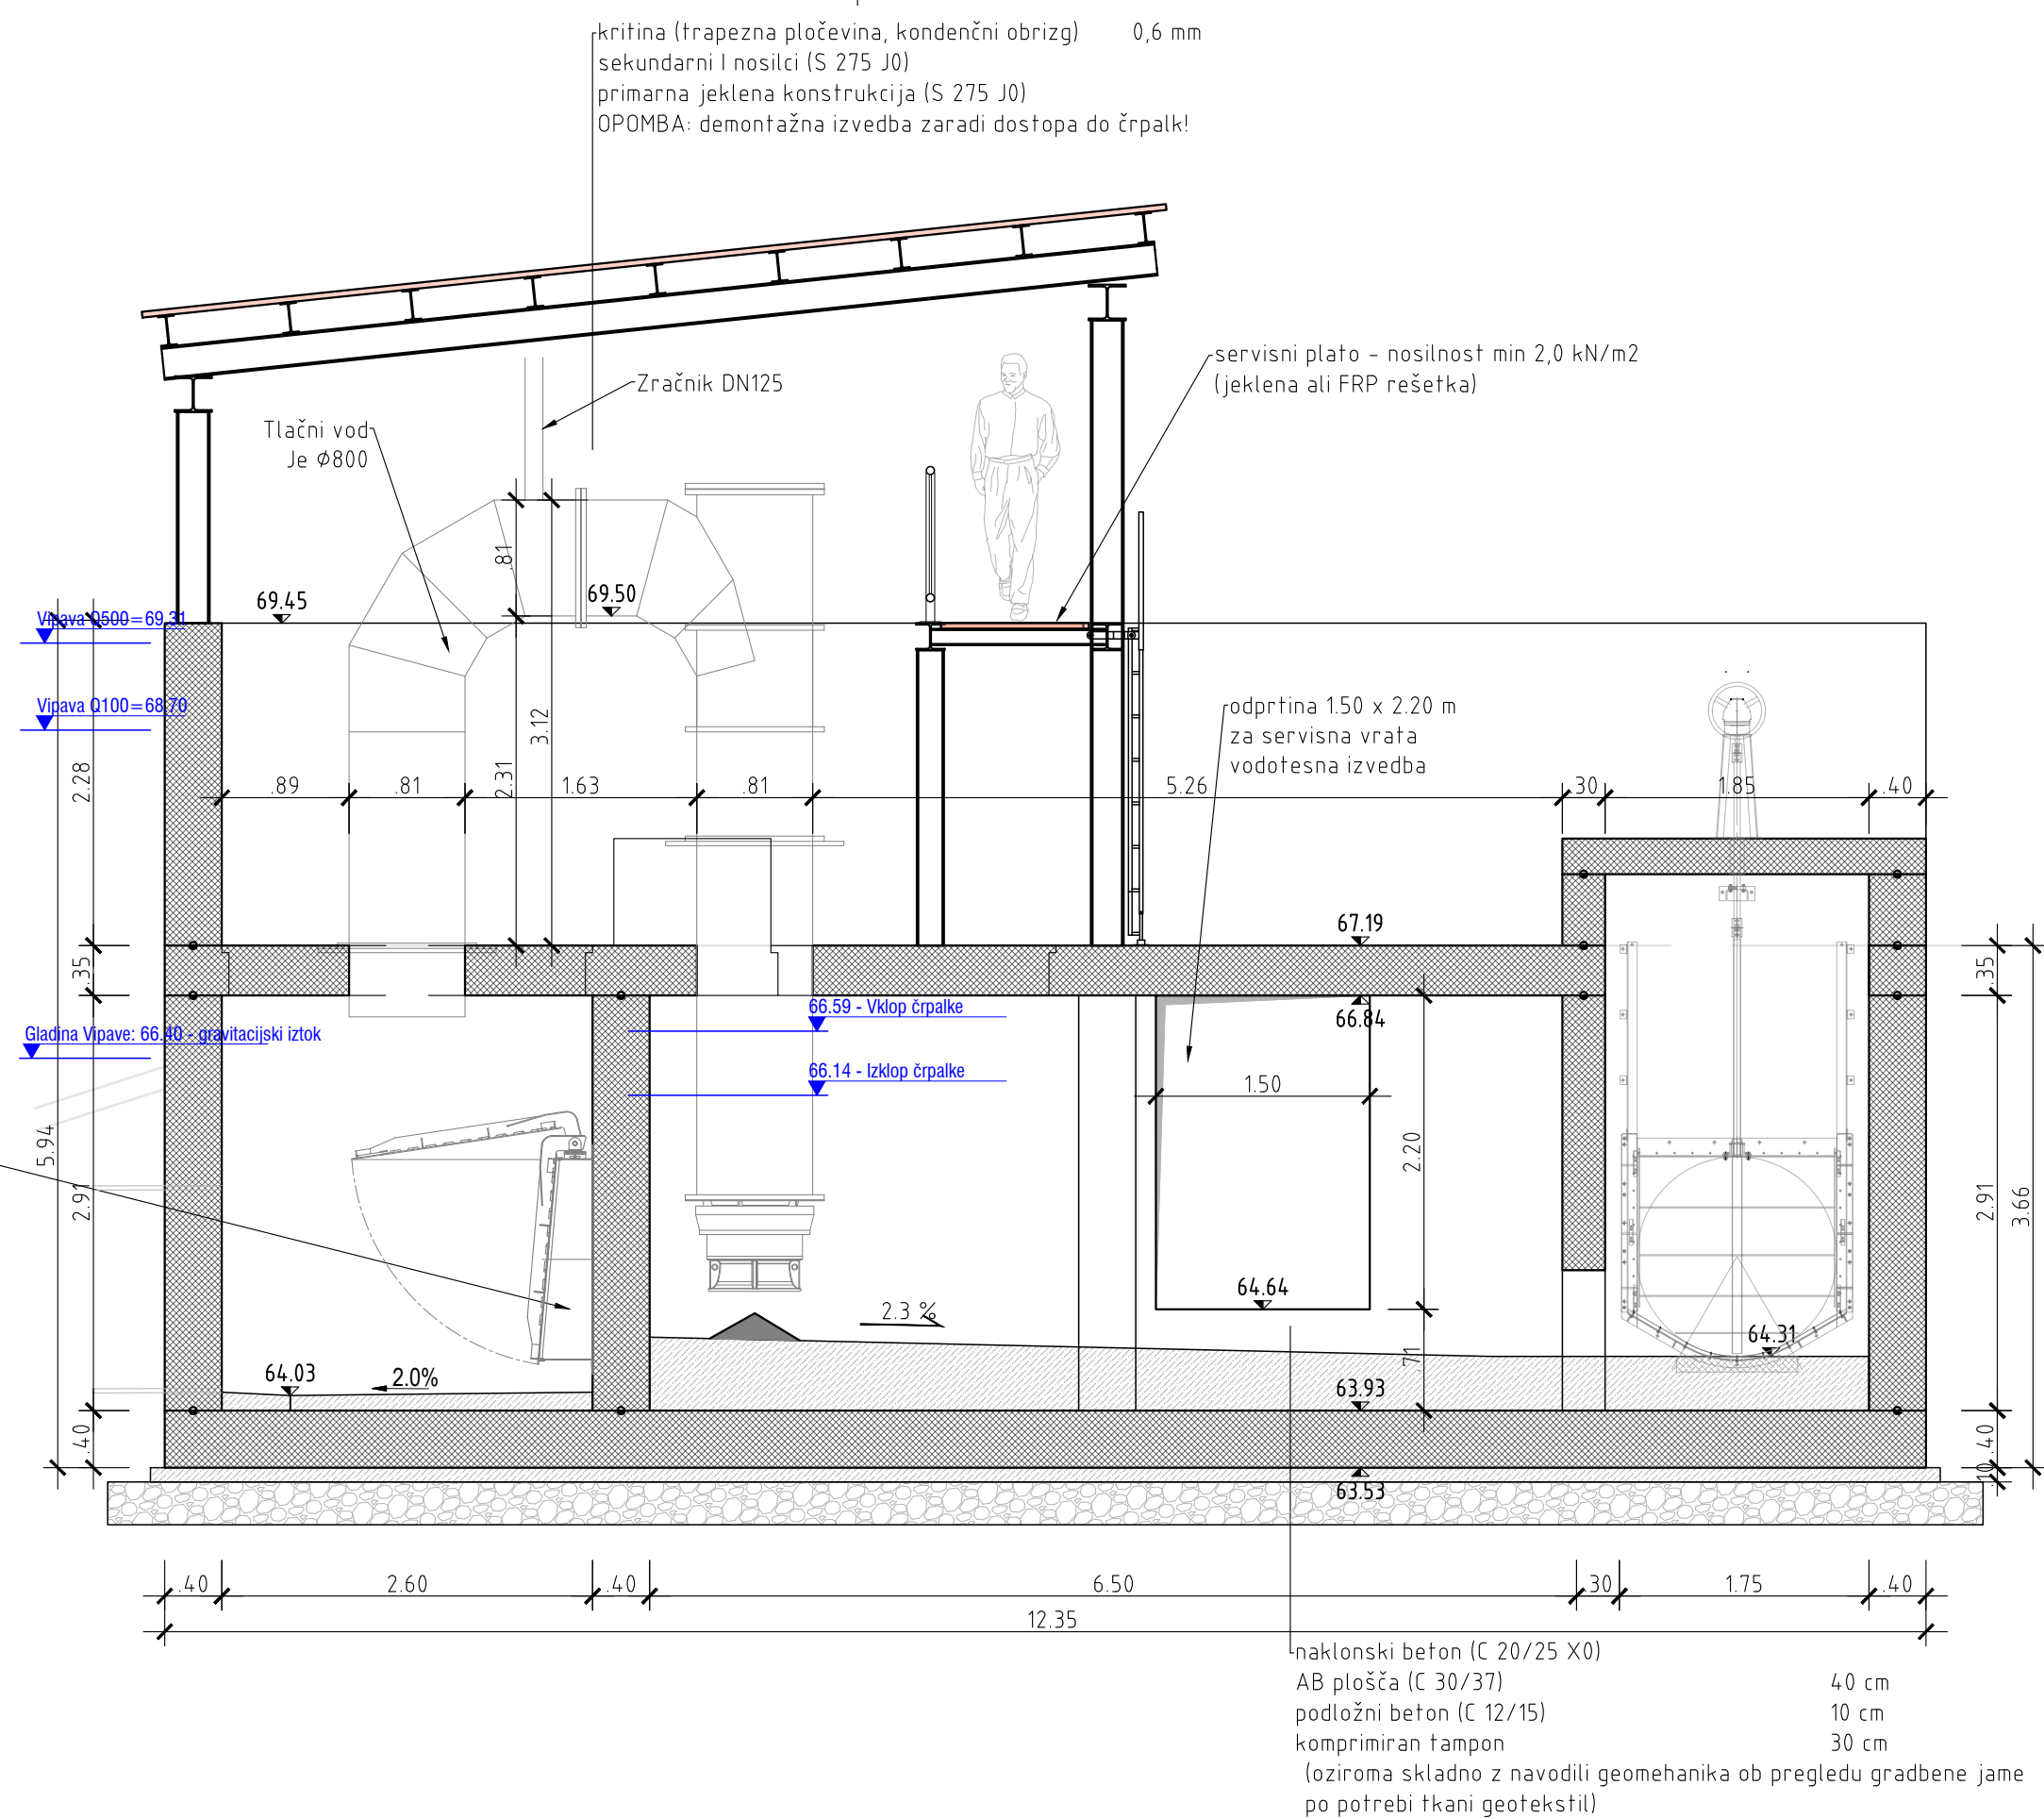 kritina (trapezna pločevina, kondenčni obrizg) 0,6 mm
sekundarni I nosilci (S 275 J0)
primarna jeklena konstrukcija (S 275 J0)
OPOMBA: demontažna izvedba zaradi dostopa do črpalk!
servisni plato - nosilnost min 2,0 kN/m2
(jeklena ali FRP rešetka)
Zračnik DN125
Tlačni vod
Je Ø800
.81
69.45
69.50
Vipava Q500=69.31
Vipava Q100=68.70
odprtina 1.50 x 2.20 m
za servisna vrata
vodotesna izvedba
3.12
2.31
2.28
.89
.81
1.63
.81
5.26
.30
1.85
.40
67.19
.35
.35
66.59 - Vklop črpalke
66.84
Gladina Vipave: 66.40 - gravitacijski iztok
66.14 - Izklop črpalke
1.50
5.94
2.91
2.20
2.91
3.66
64.64
2.3 %
64.31
.71
64.03
2.0%
63.93
.40
.40
.10
63.53
.40
2.60
.40
6.50
.30
1.75
.40
12.35
naklonski beton (C 20/25 X0)
AB plošča (C 30/37) 40 cm
podložni beton (C 12/15) 10 cm
komprimiran tampon 30 cm
(oziroma skladno z navodili geomehanika ob pregledu gradbene jame
po potrebi tkani geotekstil)